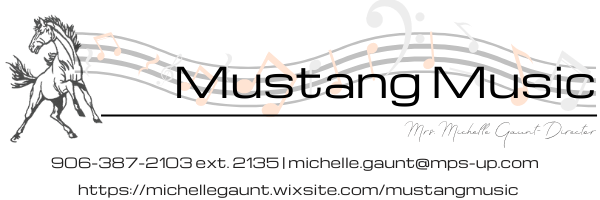 Mustang Music
Mrs. Michelle Gaunt- Director
906-387-2103 ext. 2135 | michelle.gaunt@mps-up.com
https://michellegaunt.wixsite.com/mustangmusic